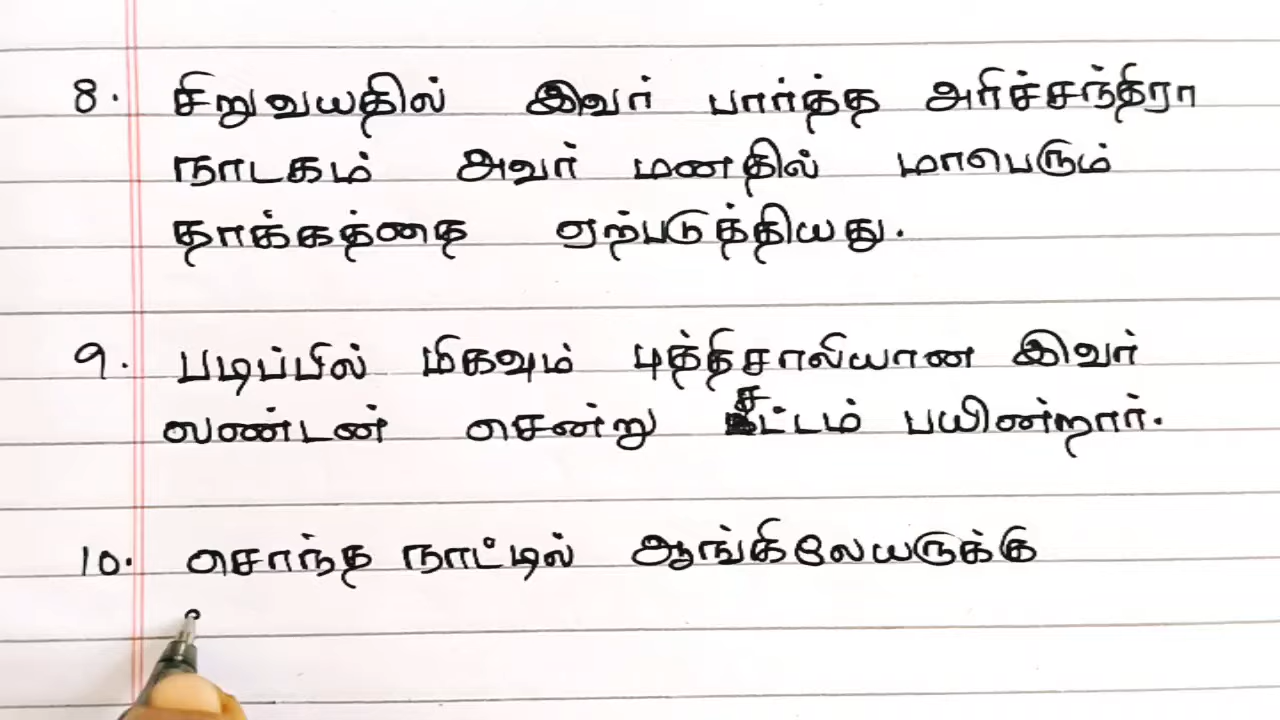 8. சிறுவயதில் இவர் பார்த்த அரிச்சந்திரா
நாடகம் அவர் மனதில் மாபெரும்
தாக்கத்தை ஏற்படுத்தியது.
9. படிப்பில் மிகவும் புத்திசாலியான இவர்
லண்டன் சென்று சட்டம் பயின்றார்.
10. சொந்த நாட்டில் ஆங்கிலேயருக்கு